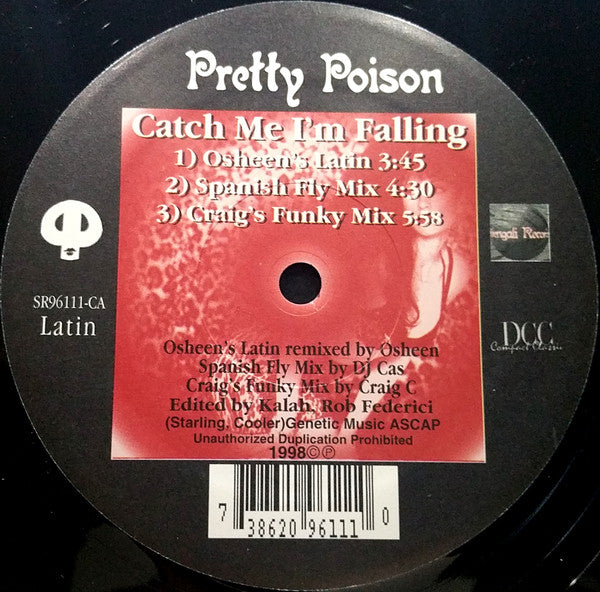 Pretty Poison
Catch Me I'm Falling
1) Osheen's Latin 3:45
2) Spanish Fly Mix 4:30
3) Craig's Funky Mix 5:58
SR96111-CA
Latin
DCC
Compact Classic
Osheen's Latin remixed by Osheen
Spanish Fly Mix by DJ Cas
Craig's Funky Mix by Craig C
Edited by Kalah, Rob Federici
(Starling, Cooler)Genetic Music ASCAP
Unauthorized Duplication Prohibited
1998©℗
7 38620 96111 0